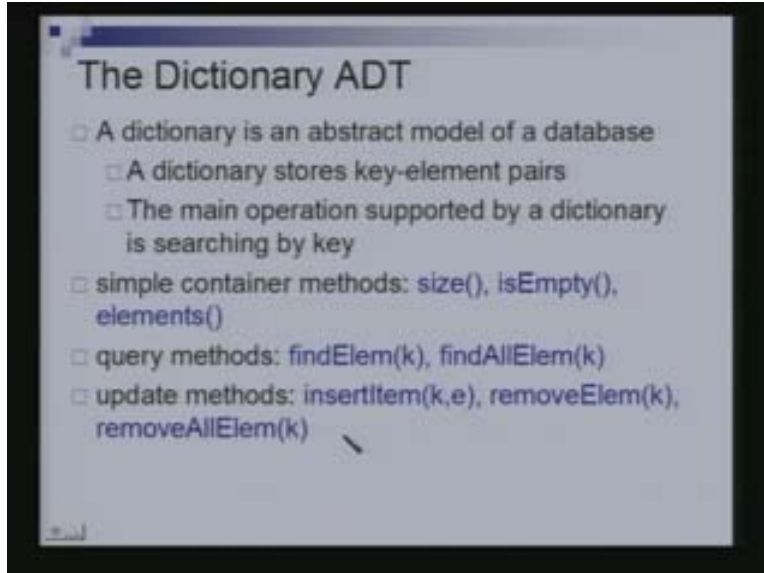 The Dictionary ADT
A dictionary is an abstract model of a database
A dictionary stores key-element pairs
The main operation supported by a dictionary
is searching by key
simple container methods: size(), isEmpty(),
elements()
query methods: findElem(k), findAllElem(k)
update methods: insertItem(k,e), removeElem(k),
removeAllElem(k)